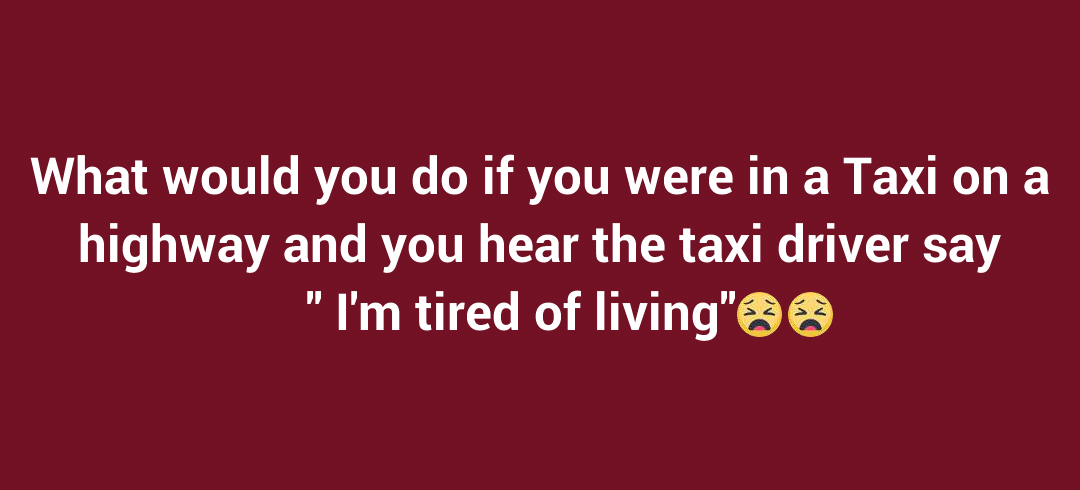 What would you do if you were in a Taxi on a
highway and you hear the taxi driver say
" I'm tired of living"😫😫